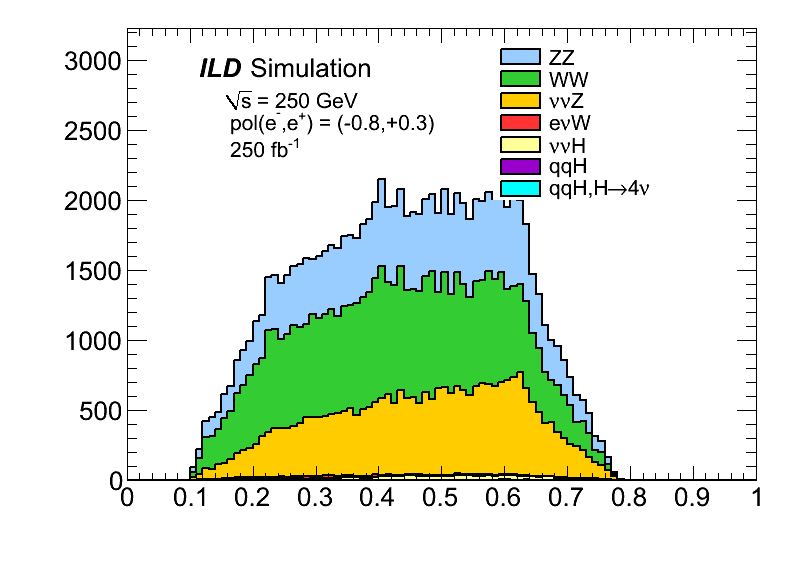 ILD Simulation
√s = 250 GeV
pol(e⁻,e⁺) = (-0.8,+0.3)
250 fb⁻¹
ZZ
WW
ννZ
eνW
ννH
qqH
qqH,H→4ν
3000
2500
2000
1500
1000
500
0
0 0.1 0.2 0.3 0.4 0.5 0.6 0.7 0.8 0.9 1